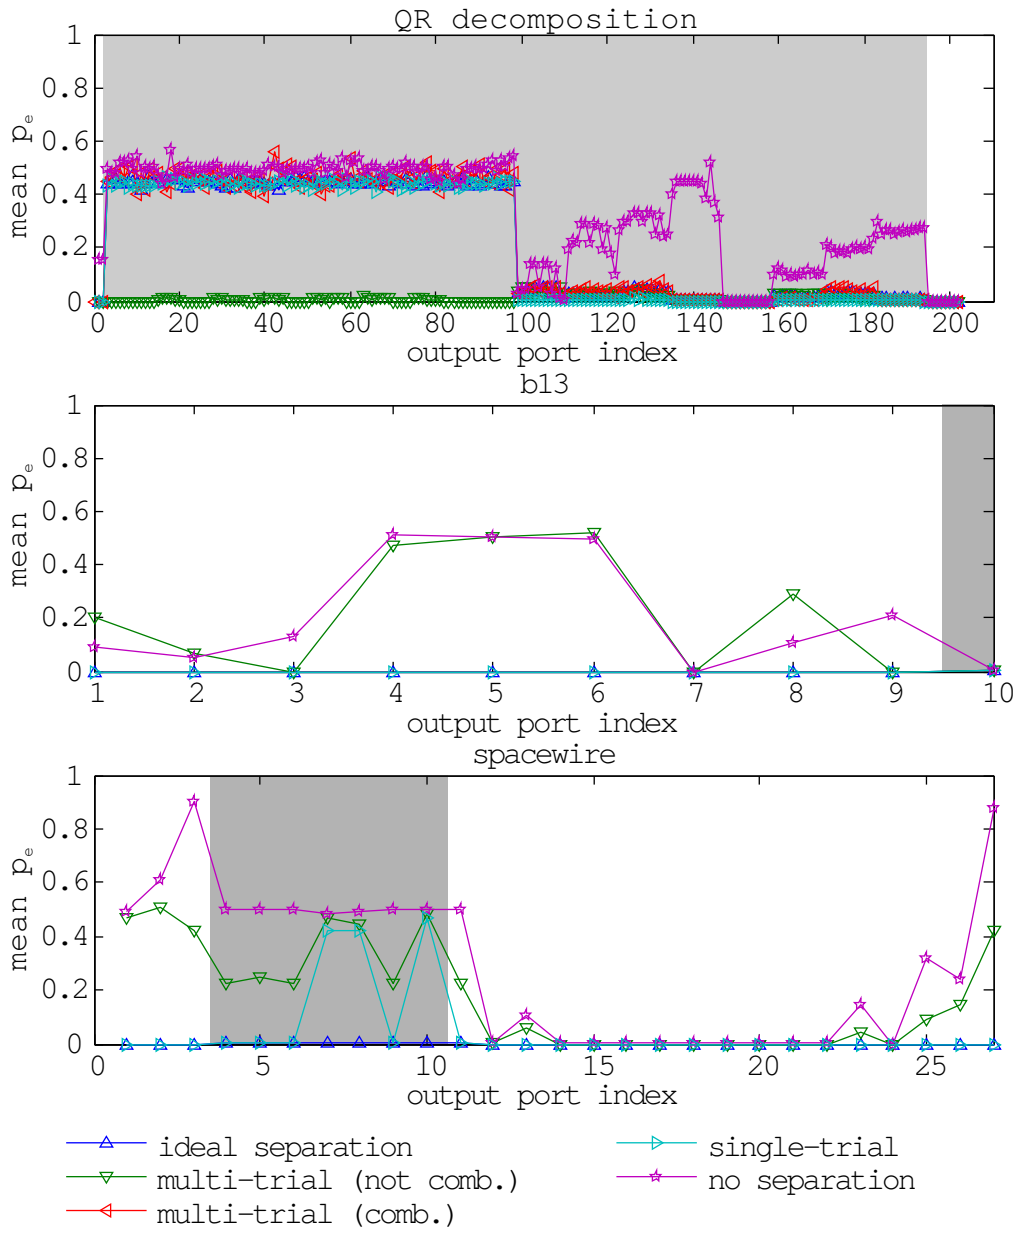 QR decomposition
1
0.8
0.6
0.4
0.2
0
mean pe
0 20 40 60 80 100 120 140 160 180 200
output port index
b13
1
0.8
0.6
0.4
0.2
0
mean pe
1 2 3 4 5 6 7 8 9 10
output port index
spacewire
1
0.8
0.6
0.4
0.2
0
mean pe
0 5 10 15 20 25
output port index
ideal separation
multi-trial (not comb.)
multi-trial (comb.)
single-trial
no separation